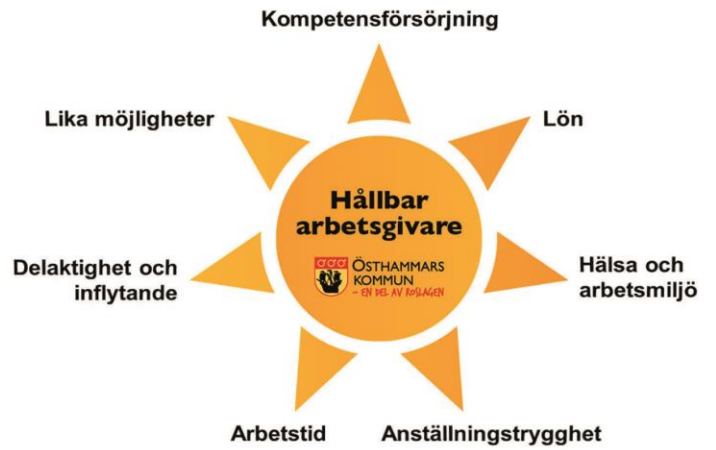 Kompetensförsörjning
Lika möjligheter
Lön
Hållbar
arbetsgivare
ÖSTHAMMARS
KOMMUN
– EN DEL AV ROSLAGEN
Delaktighet och
inflytande
Hälsa och
arbetsmiljö
Arbetstid
Anställningstrygghet